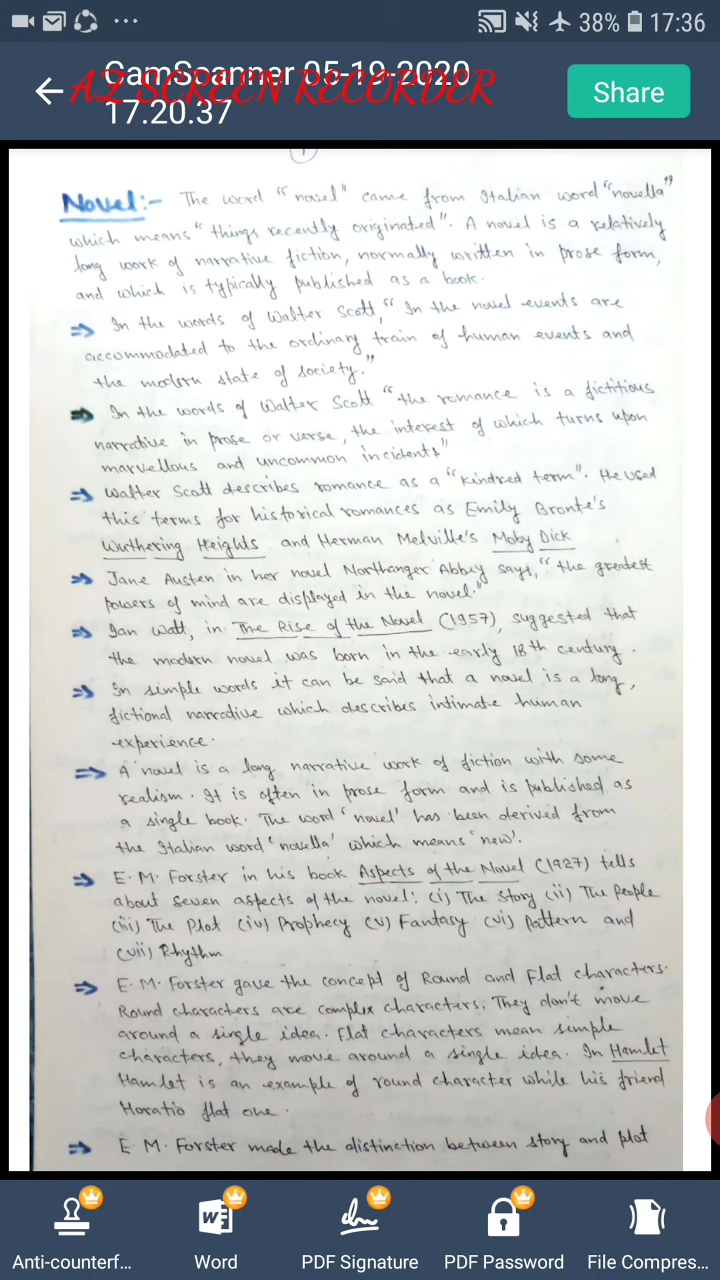 38% 17:36
CamScanner 05-19-2020
17.20.37
AZ SCREEN RECORDER
Share
1
Novel:- The word "novel" came from Italian word "novella"
which means "things recently originated". A novel is a relatively
long work of narrative fiction, normally written in prose form,
and which is typically published as a book.
⇒ In the words of Walter Scott, "In the novel events are
accommodated to the ordinary train of human events and
the modern state of society."
⇒ In the words of Walter Scott "the romance is a fictitious
narrative in prose or verse, the interest of which turns upon
marvellous and uncommon incidents"
⇒ Walter Scott describes romance as a "kindred term". He used
this terms for historical romances as Emily Bronte's
Wuthering Heights and Herman Melville's Moby Dick
⇒ Jane Austen in her novel Northanger Abbey says, "the greatest
powers of mind are displayed in the novel."
⇒ Ian Watt, in The Rise of the Novel (1957), suggested that
the modern novel was born in the early 18th century.
⇒ In simple words it can be said that a novel is a long,
fictional narrative which describes intimate human
experience.
⇒ A novel is a long narrative work of fiction with some
realism. It is often in prose form and is published as
a single book. The word 'novel' has been derived from
the Italian word 'novella' which means 'new'.
⇒ E. M. Forster in his book Aspects of the Novel (1927) tells
about seven aspects of the novel: (i) The Story (ii) The People
(iii) The Plot (iv) Prophecy (v) Fantasy (vi) Pattern and
(vii) Rhythm
⇒ E. M. Forster gave the concept of Round and Flat characters.
Round characters are complex characters. They don't move
around a single idea. Flat characters mean simple
characters, they move around a single idea. In Hamlet
Hamlet is an example of round character while his friend
Horatio flat one.
⇒ E. M. Forster made the distinction between story and plot
Anti-counterf... Word PDF Signature PDF Password File Compres...